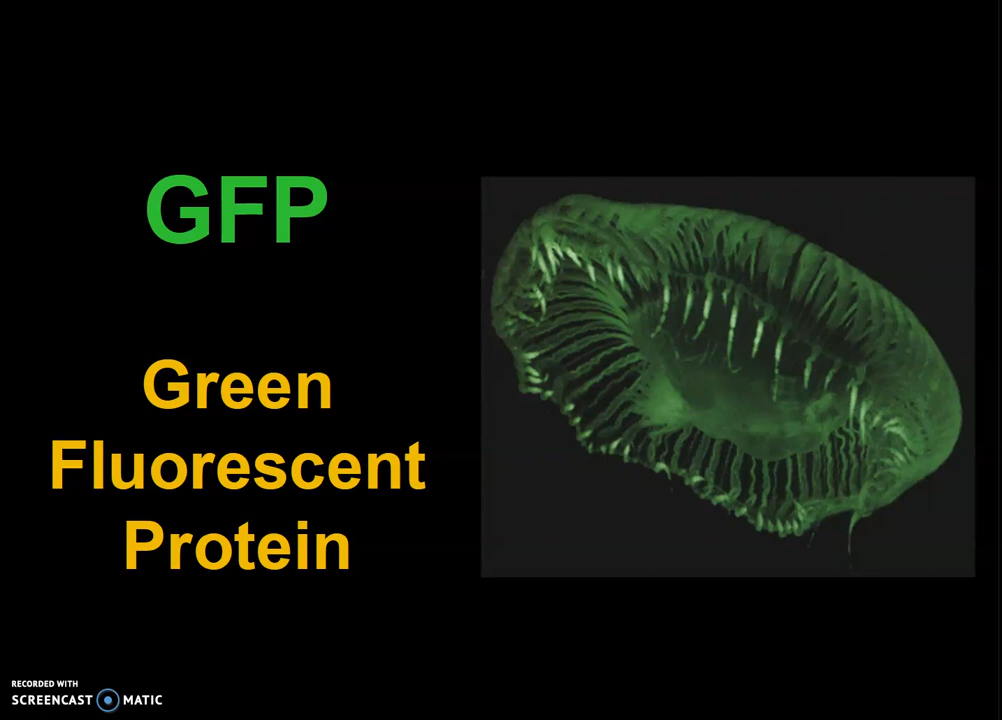 GFP
Green
Fluorescent
Protein
RECORDED WITH
SCREENCAST MATIC